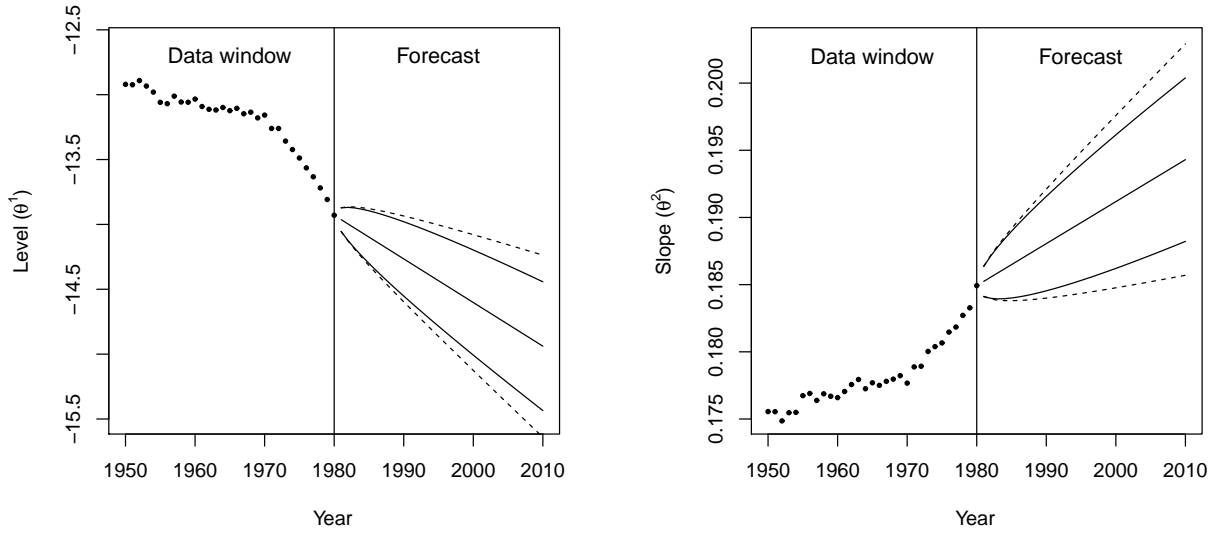 Data window
Forecast
Level (θ¹)
−12.5
−13.5
−14.5
−15.5
1950 1960 1970 1980 1990 2000 2010
Year
Data window
Forecast
Slope (θ²)
0.200
0.195
0.190
0.185
0.180
0.175
1950 1960 1970 1980 1990 2000 2010
Year